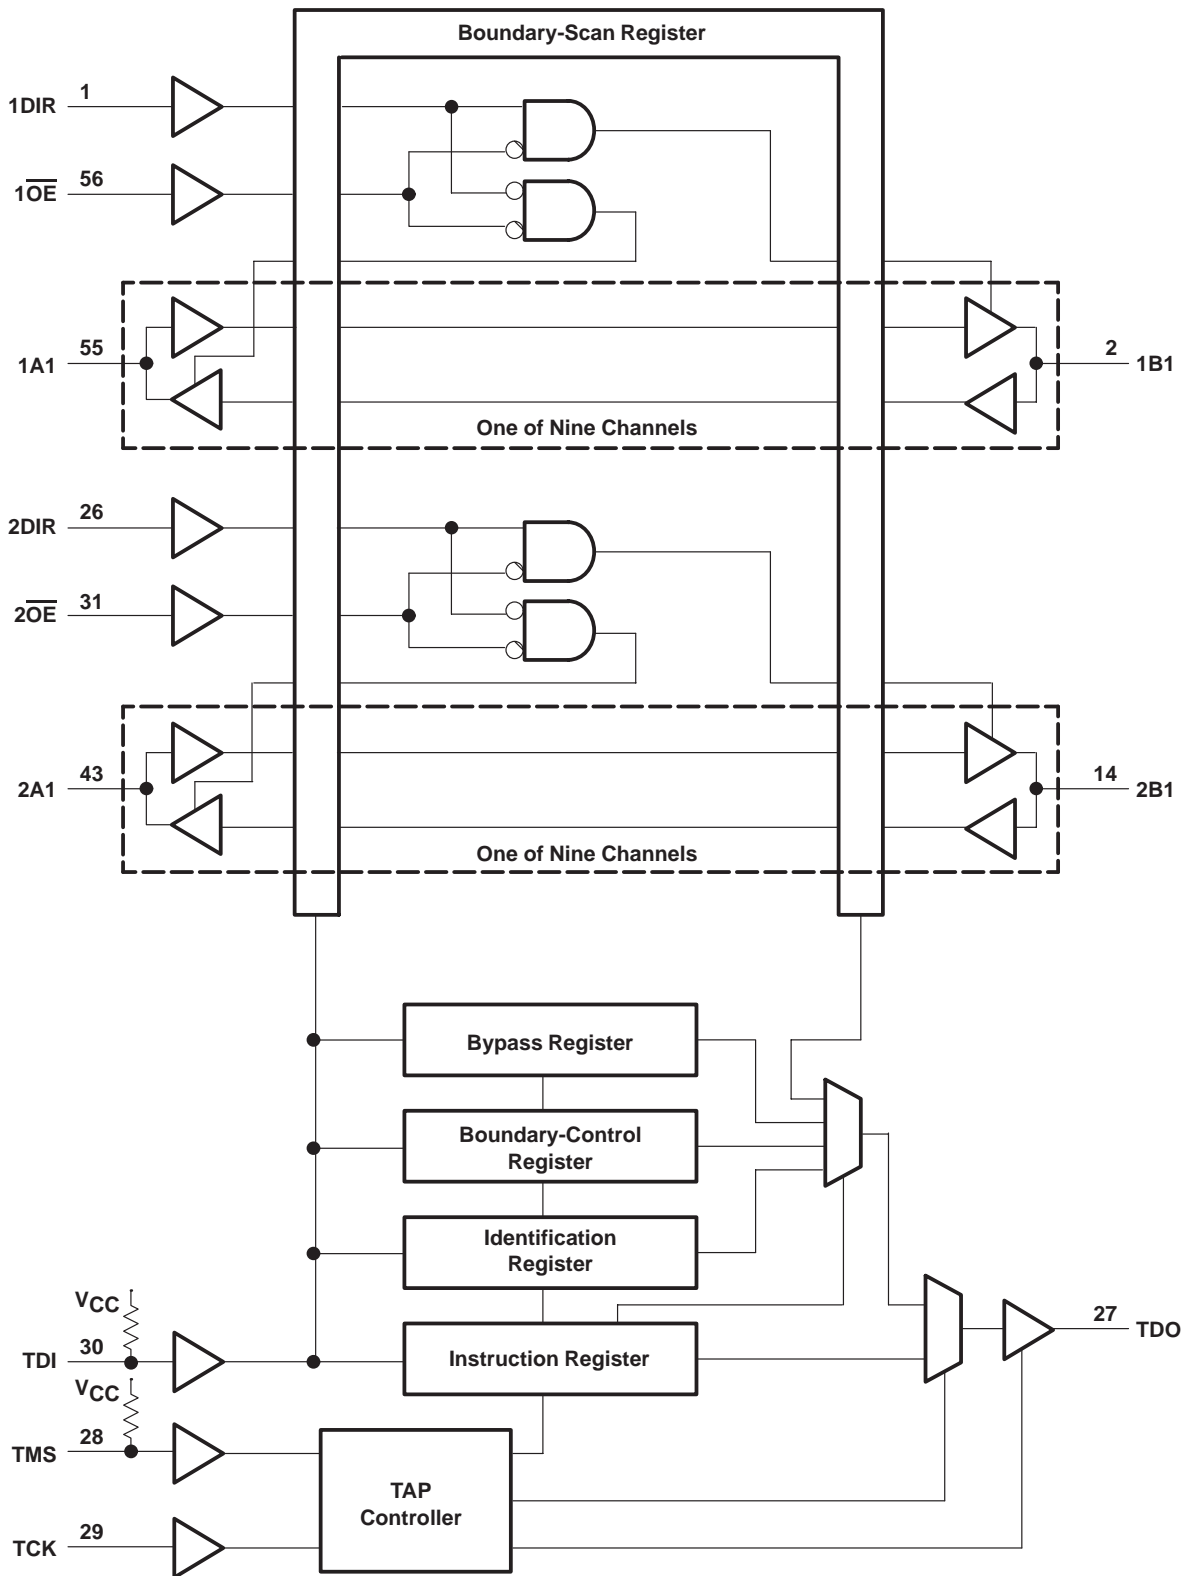 Boundary-Scan Register
1DIR 1
1O̅E̅ 56
1A1 55
2 1B1
One of Nine Channels
2DIR 26
2O̅E̅ 31
2A1 43
14 2B1
One of Nine Channels
Bypass Register
Boundary-Control
Register
Identification
Register
VCC
TDI 30
Instruction Register
27 TDO
VCC
TMS 28
TAP
Controller
TCK 29